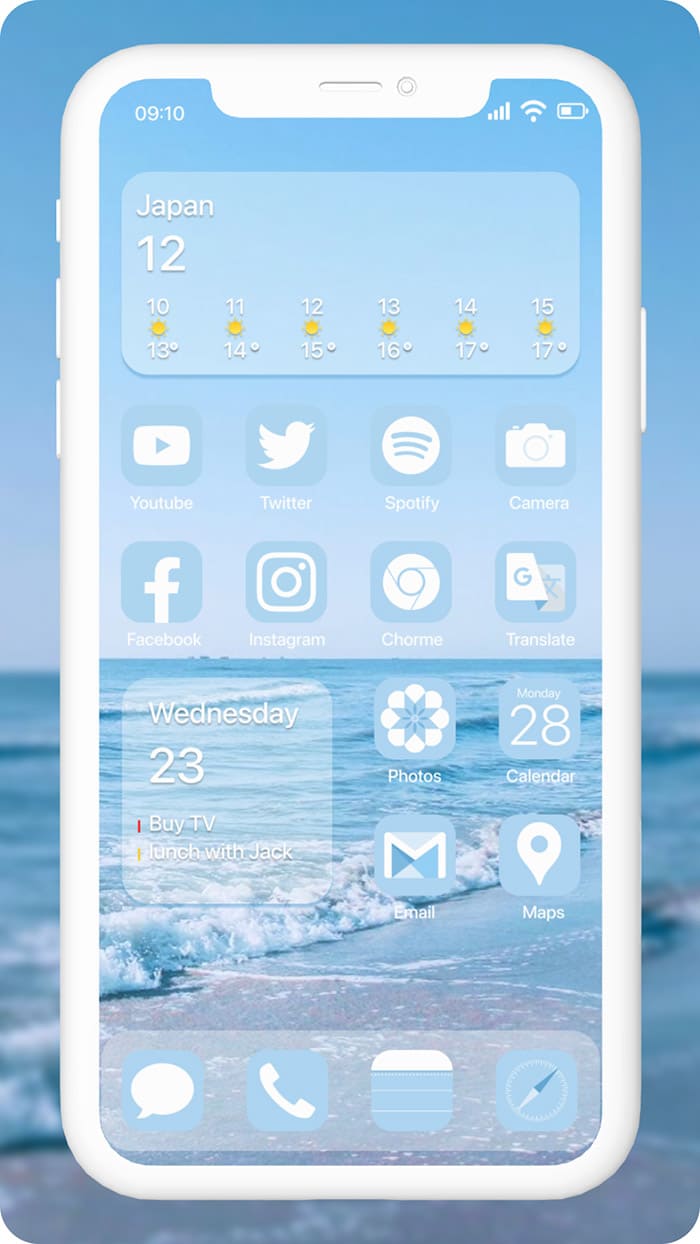 09:10
Japan
12
10 11 12 13 14 15
13° 14° 15° 16° 17° 17°
Youtube Twitter Spotify Camera
G 文
Facebook Instagram Chorme Translate
Wednesday
23
Buy TV
lunch with Jack
Monday
28
Photos Calendar
Email Maps